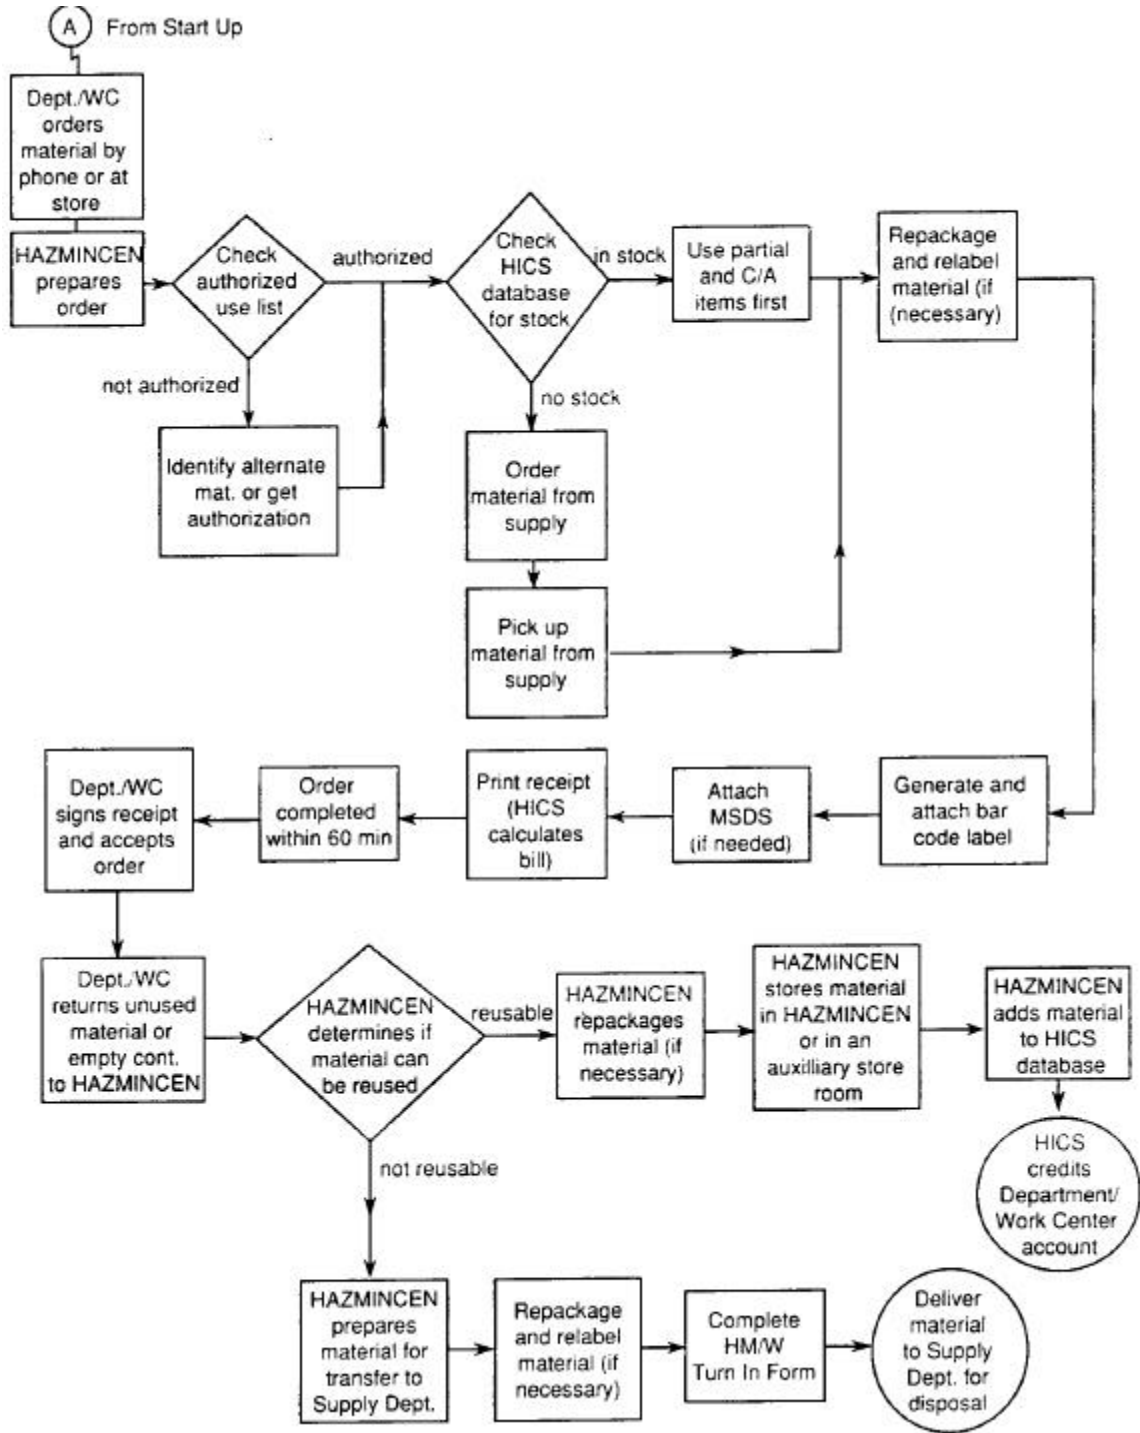 A From Start Up
Dept./WC
orders
material by
phone or at
store
HAZMINCEN
prepares
order
Check
authorized
use list
authorized
not authorized
Identify alternate
mat. or get
authorization
Check
HICS
database
for stock
in stock
no stock
Order
material from
supply
Pick up
material from
supply
Use partial
and C/A
items first
Repackage
and relabel
material (if
(necessary)
Generate and
attach bar
code label
Attach
MSDS
(if needed)
Print receipt
(HICS
calculates
bill)
Order
completed
within 60 min
Dept./WC
signs receipt
and accepts
order
Dept./WC
returns unused
material or
empty cont.
to HAZMINCEN
HAZMINCEN
determines if
material can
be reused
reusable
HAZMINCEN
repackages
material (if
necessary)
HAZMINCEN
stores material
in HAZMINCEN
or in an
auxilliary store
room
HAZMINCEN
adds material
to HICS
database
HICS
credits
Department/
Work Center
account
not reusable
HAZMINCEN
prepares
material for
transfer to
Supply Dept.
Repackage
and relabel
material (if
necessary)
Complete
HM/W
Turn In Form
Deliver
material
to Supply
Dept. for
disposal